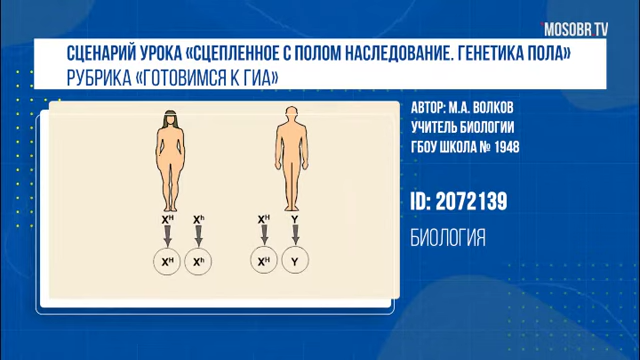 MOSOBR TV
СЦЕНАРИЙ УРОКА «СЦЕПЛЕННОЕ С ПОЛОМ НАСЛЕДОВАНИЕ. ГЕНЕТИКА ПОЛА»
РУБРИКА «ГОТОВИМСЯ К ГИА»
АВТОР: М.А. ВОЛКОВ
УЧИТЕЛЬ БИОЛОГИИ
ГБОУ ШКОЛА № 1948
ID: 2072139
БИОЛОГИЯ
Xᴴ Xʰ Xᴴ Y
Xᴴ Xʰ Xᴴ Y